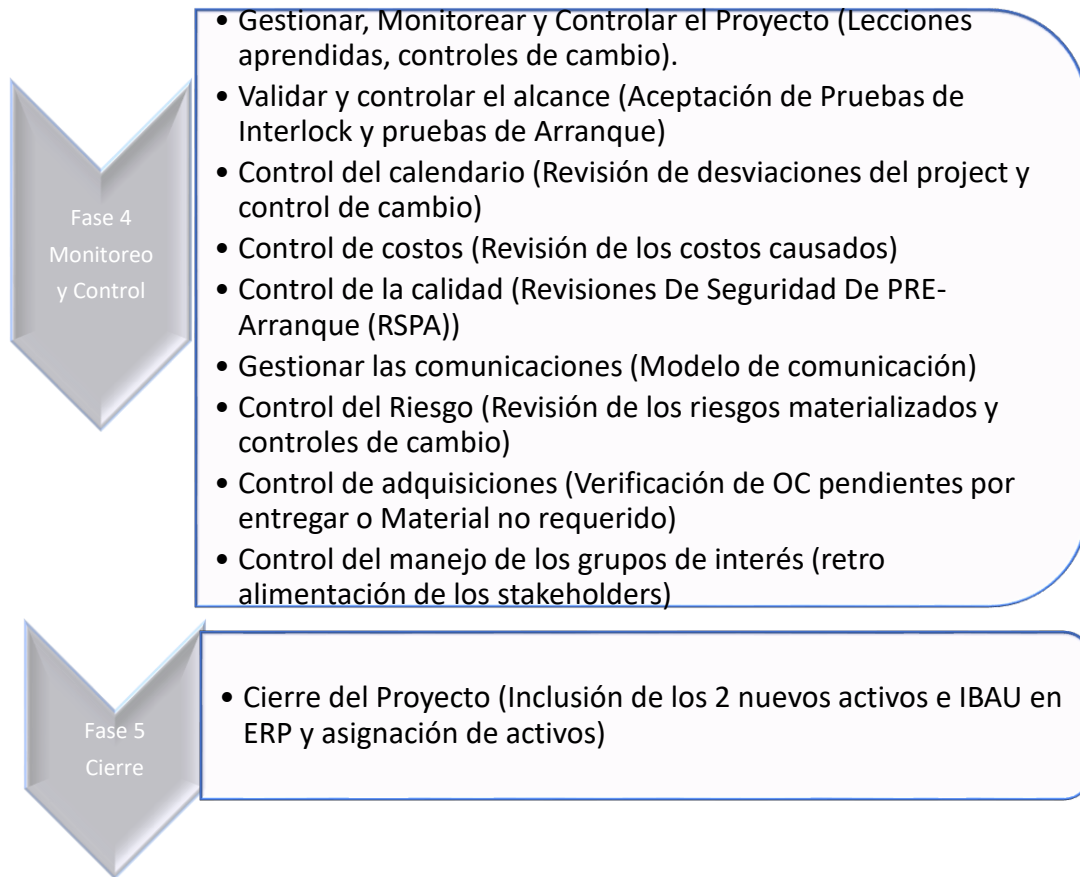 Fase 4
Monitoreo
y Control
• Gestionar, Monitorear y Controlar el Proyecto (Lecciones
aprendidas, controles de cambio).
• Validar y controlar el alcance (Aceptación de Pruebas de
Interlock y pruebas de Arranque)
• Control del calendario (Revisión de desviaciones del project y
control de cambio)
• Control de costos (Revisión de los costos causados)
• Control de la calidad (Revisiones De Seguridad De PRE-
Arranque (RSPA))
• Gestionar las comunicaciones (Modelo de comunicación)
• Control del Riesgo (Revisión de los riesgos materializados y
controles de cambio)
• Control de adquisiciones (Verificación de OC pendientes por
entregar o Material no requerido)
• Control del manejo de los grupos de interés (retro
alimentación de los stakeholders)
Fase 5
Cierre
• Cierre del Proyecto (Inclusión de los 2 nuevos activos e IBAU en
ERP y asignación de activos)